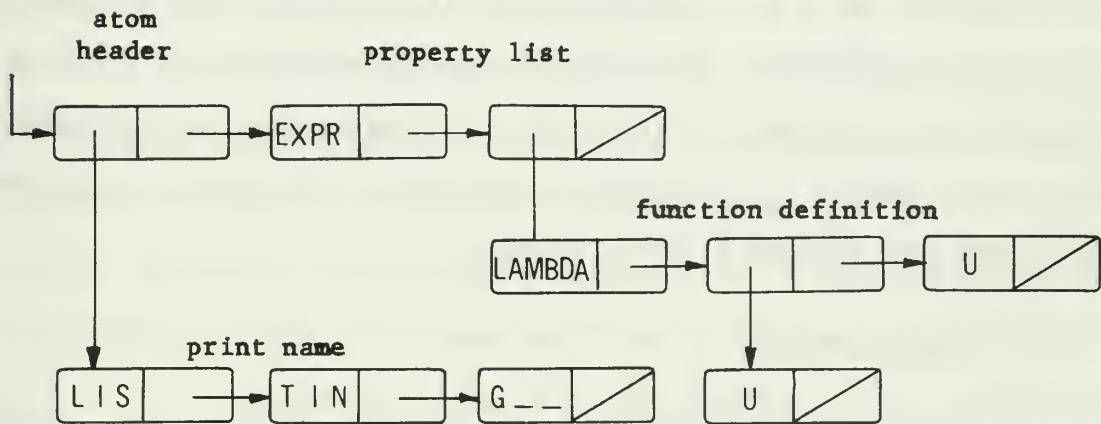 atom
header
property list
EXPR
function definition
LAMBDA
U
print name
LIS
TIN
G__
U